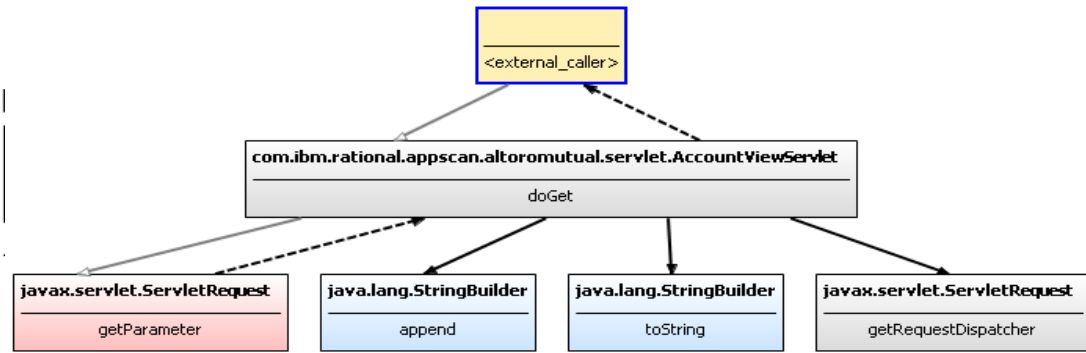 <external_caller>
com.ibm.rational.appscan.altoromutual.servlet.AccountViewServlet
doGet
javax.servlet.ServletRequest
getParameter
java.lang.StringBuilder
append
java.lang.StringBuilder
toString
javax.servlet.ServletRequest
getRequestDispatcher